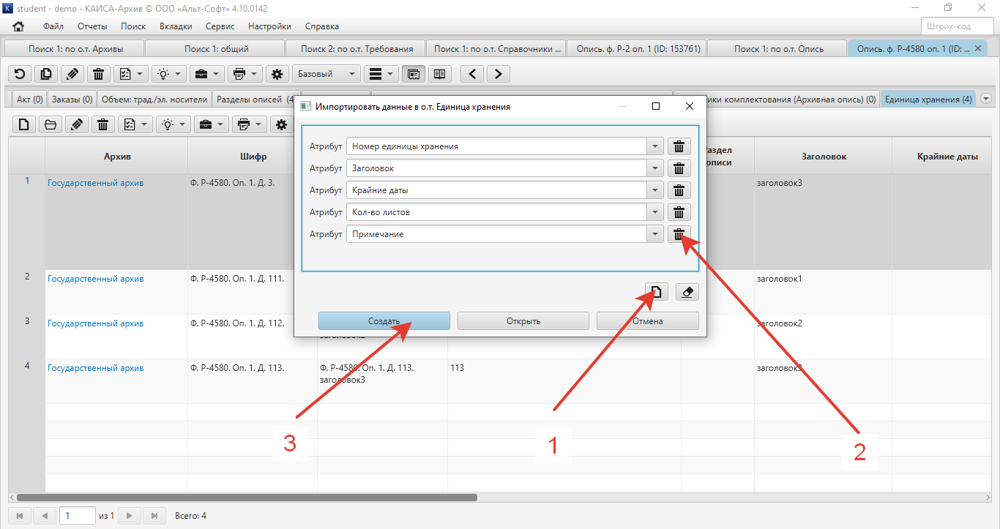 student - demo - КАИСА-Архив © ООО «Альт-Софт» 4.10.0142
Файл Отчеты Поиск Вкладки Сервис Настройки Справка Штрих-код
Поиск 1: по о.т. Архивы Поиск 1: общий Поиск 2: по о.т. Требования Поиск 1: по о.т. Справочники ... Опись. ф. Р-2 оп. 1 (ID: 153761) Поиск 1: по о.т. Опись Опись. ф. Р-4580 оп. 1 (ID: ...
Базовый
Акт (0) Заказы (0) Объем: трад./эл. носители Разделы описей (4 ики комплектования (Архивная опись) (0) Единица хранения (4)
Импортировать данные в о.т. Единица хранения
Атрибут Номер единицы хранения
Атрибут Заголовок
Атрибут Крайние даты
Атрибут Кол-во листов
Атрибут Примечание
Создать Открыть Отмена
Архив Шифр аздел описи Заголовок Крайние даты
1 Государственный архив Ф. Р-4580. Оп. 1. Д. 3. заголовок3
2 Государственный архив Ф. Р-4580. Оп. 1. Д. 111. заголовок1
3 Государственный архив Ф. Р-4580. Оп. 1. Д. 112. заголовок2 заголовок2
4 Государственный архив Ф. Р-4580. Оп. 1. Д. 113. Ф. Р-4580. Оп. 1. Д. 113. 113 заголовок3
заголовок3
3 1 2
1 из 1 Всего: 4